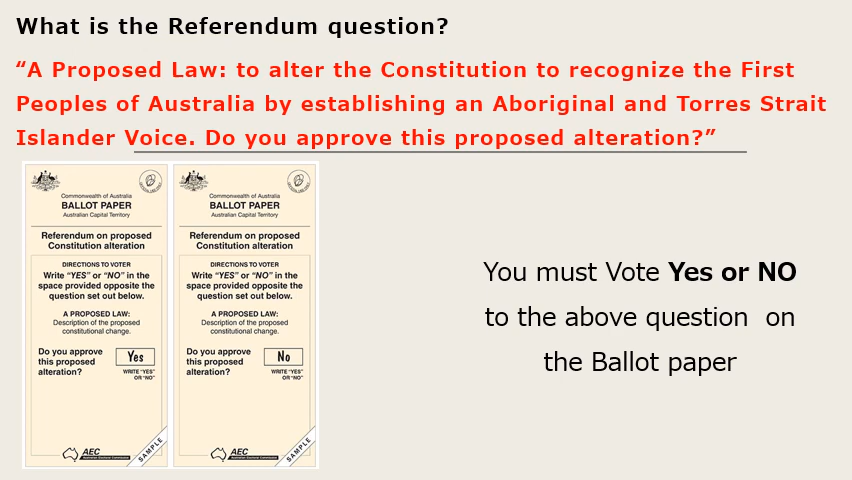 What is the Referendum question?
“A Proposed Law: to alter the Constitution to recognize the First
Peoples of Australia by establishing an Aboriginal and Torres Strait
Islander Voice. Do you approve this proposed alteration?”
Commonwealth of Australia
BALLOT PAPER
Australian Capital Territory
Referendum on proposed
Constitution alteration
DIRECTIONS TO VOTER
Write “YES” or “NO” in the
space provided opposite the
question set out below.
A PROPOSED LAW:
Description of the proposed
constitutional change.
Do you approve
this proposed
alteration?
Yes
WRITE “YES”
OR “NO”
AEC
SAMPLE
Commonwealth of Australia
BALLOT PAPER
Australian Capital Territory
Referendum on proposed
Constitution alteration
DIRECTIONS TO VOTER
Write “YES” or “NO” in the
space provided opposite the
question set out below.
A PROPOSED LAW:
Description of the proposed
constitutional change.
Do you approve
this proposed
alteration?
No
WRITE “YES”
OR “NO”
AEC
SAMPLE
You must Vote Yes or NO
to the above question on
the Ballot paper